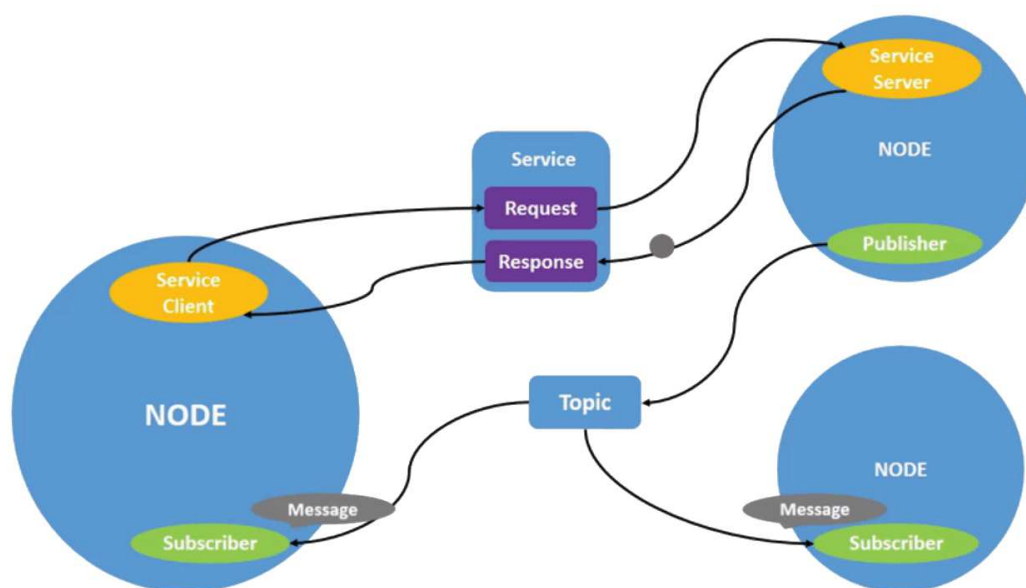 Service
Server
NODE
Publisher
Service
Request
Response
Service
Client
NODE
Message
Subscriber
Topic
NODE
Message
Subscriber